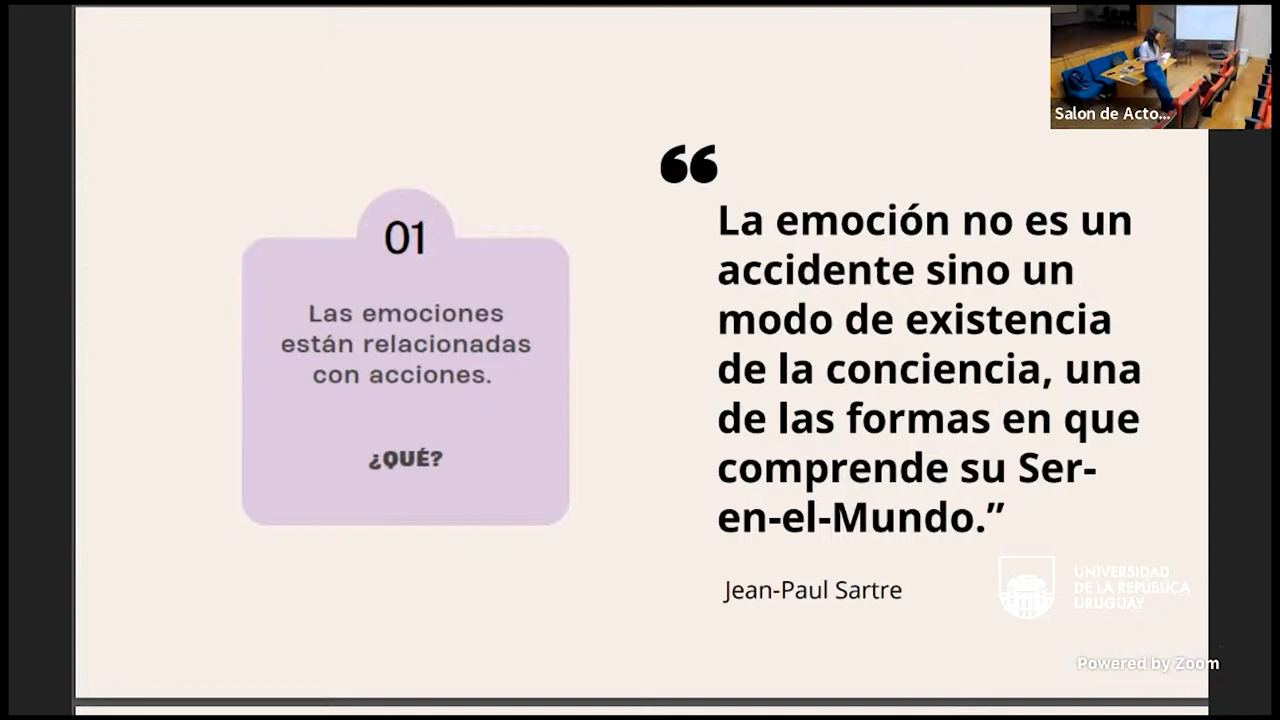 Salon de Acto...
01
Las emociones
están relacionadas
con acciones.
¿QUÉ?
“
La emoción no es un
accidente sino un
modo de existencia
de la conciencia, una
de las formas en que
comprende su Ser-
en-el-Mundo.”
Jean-Paul Sartre
UNIVERSIDAD
DE LA REPÚBLICA
URUGUAY
Powered by Zoom